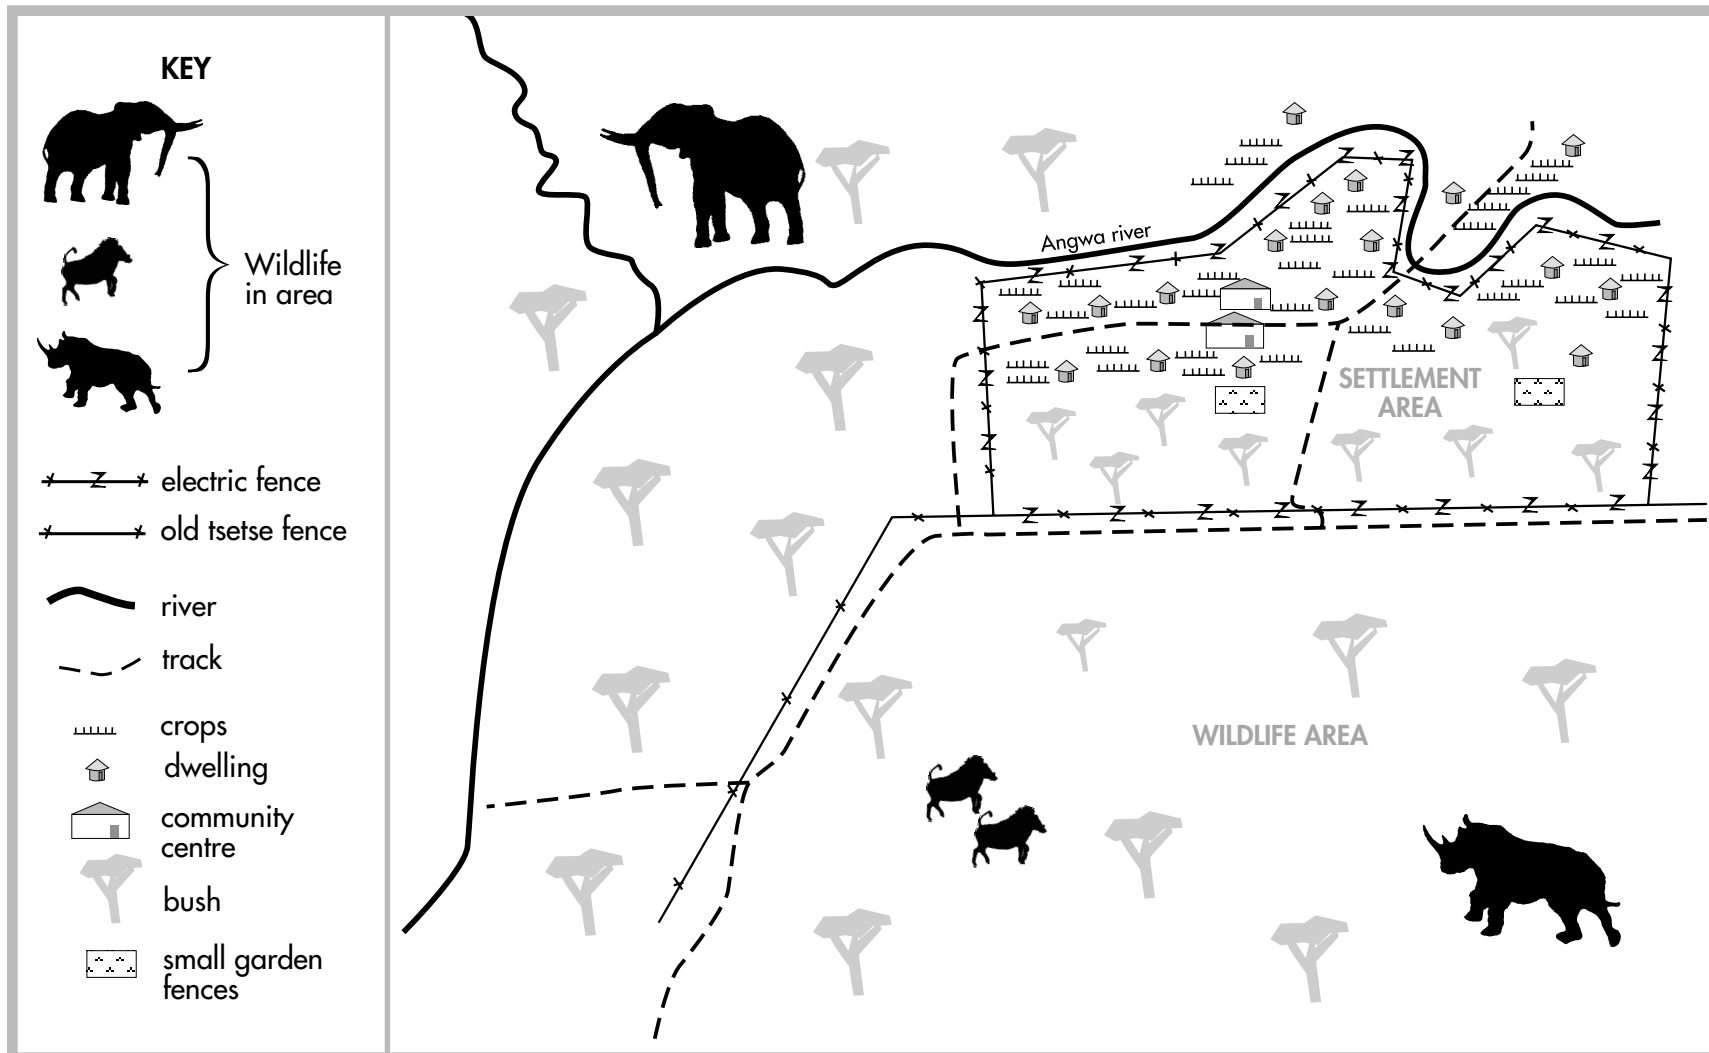 KEY
Wildlife
in area
electric fence
old tsetse fence
river
track
crops
dwelling
community
centre
bush
small garden
fences
Angwa river
SETTLEMENT
AREA
WILDLIFE AREA